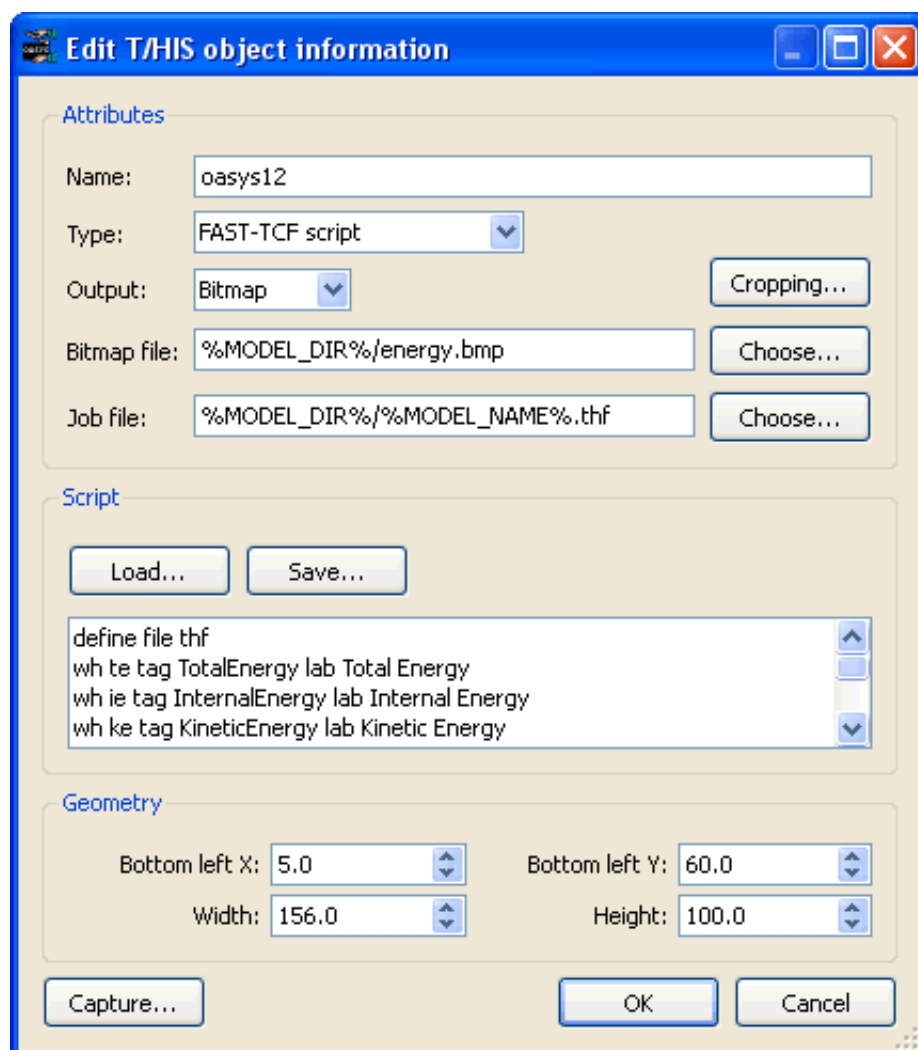 Edit T/HIS object information
Attributes
Name: oasys12
Type: FAST-TCF script
Output: Bitmap Cropping...
Bitmap file: %MODEL_DIR%/energy.bmp Choose...
Job file: %MODEL_DIR%/%MODEL_NAME%.thf Choose...
Script
Load... Save...
define file thf
wh te tag TotalEnergy lab Total Energy
wh ie tag InternalEnergy lab Internal Energy
wh ke tag KineticEnergy lab Kinetic Energy
Geometry
Bottom left X: 5.0 Bottom left Y: 60.0
Width: 156.0 Height: 100.0
Capture... OK Cancel